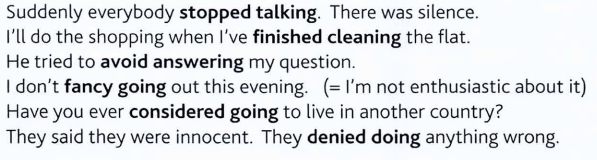 Suddenly everybody stopped talking.  There was silence.
I'll do the shopping when I've finished cleaning the flat.
He tried to avoid answering my question.
I don't fancy going out this evening.   (= I'm not enthusiastic about it)
Have you ever considered going to live in another country?
They said they were innocent.  They denied doing anything wrong.